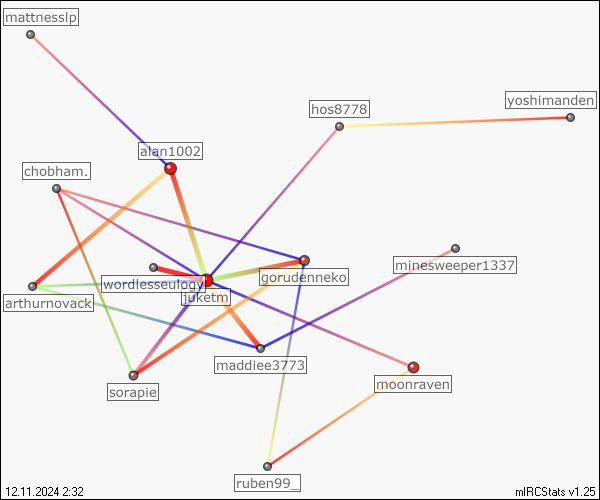 mattnesslp
yoshimanden
hos8778
alan1002
chobham.
minesweeper1337
gorudenneko
wordlesseulogy
juketm
arthurnovack
maddiee3773
moonraven
sorapie
ruben99_
12.11.2024 2:32
mIRCStats v1.25